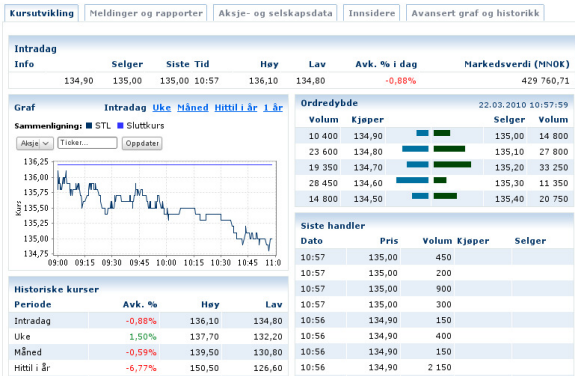 Kursutvikling Meldinger og rapporter Aksje- og selskapsdata Innsidere Avansert graf og historikk
Intradag
Info Selger Siste Tid Høy Lav Avk. % i dag Markedsverdi (MNOK)
134,90 135,00 135,00 10:57 136,10 134,80 -0,88% 429 760,71
Graf Intradag Uke Måned Hittil i år 1 år
Sammenligning: STL Sluttkurs
Aksje Ticker... Oppdater
136,25
136,00
135,75
135,50
135,25
135,00
134,75
Kurs
09:00 09:15 09:30 09:45 10:00 10:15 10:30 10:45 11:0
Historiske kurser
Periode Avk. % Høy Lav
Intradag -0,88% 136,10 134,80
Uke 1,50% 137,70 132,20
Måned -0,59% 139,50 130,80
Hittil i år -6,77% 150,50 126,60
Ordredybde 22.03.2010 10:57:59
Volum Kjøper Selger Volum
10 400 134,90 135,00 14 800
23 600 134,80 135,10 27 800
19 350 134,70 135,20 33 250
28 450 134,60 135,30 11 350
14 800 134,50 135,40 20 750
Siste handler
Dato Pris Volum Kjøper Selger
10:57 135,00 450
10:57 135,00 200
10:57 135,00 900
10:57 135,00 300
10:56 134,90 150
10:56 134,90 400
10:56 134,90 150
10:56 134,90 2 150